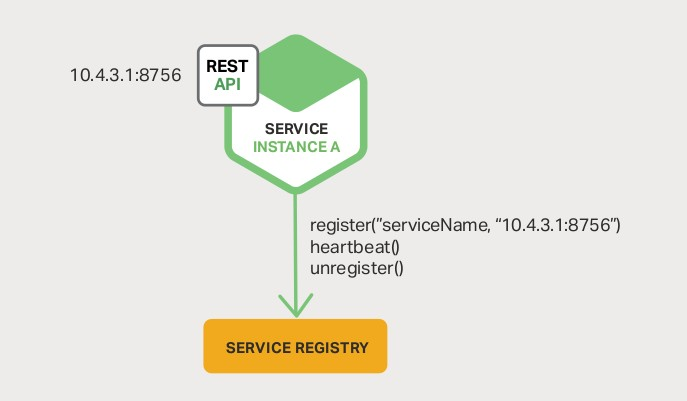 10.4.3.1:8756
REST
API
SERVICE
INSTANCE A
register(”serviceName, “10.4.3.1:8756”)
heartbeat()
unregister()
SERVICE REGISTRY